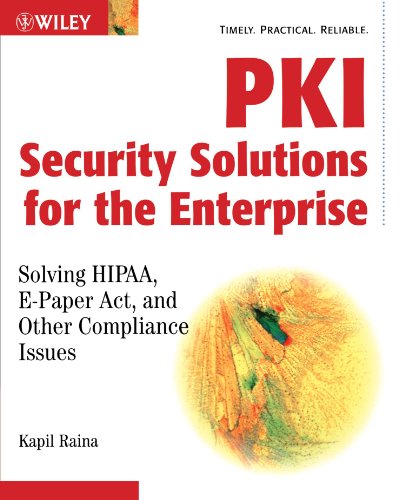 WILEY
TIMELY. PRACTICAL. RELIABLE.
PKI
Security Solutions
for the Enterprise
Solving HIPAA,
E-Paper Act, and
Other Compliance
Issues
Kapil Raina